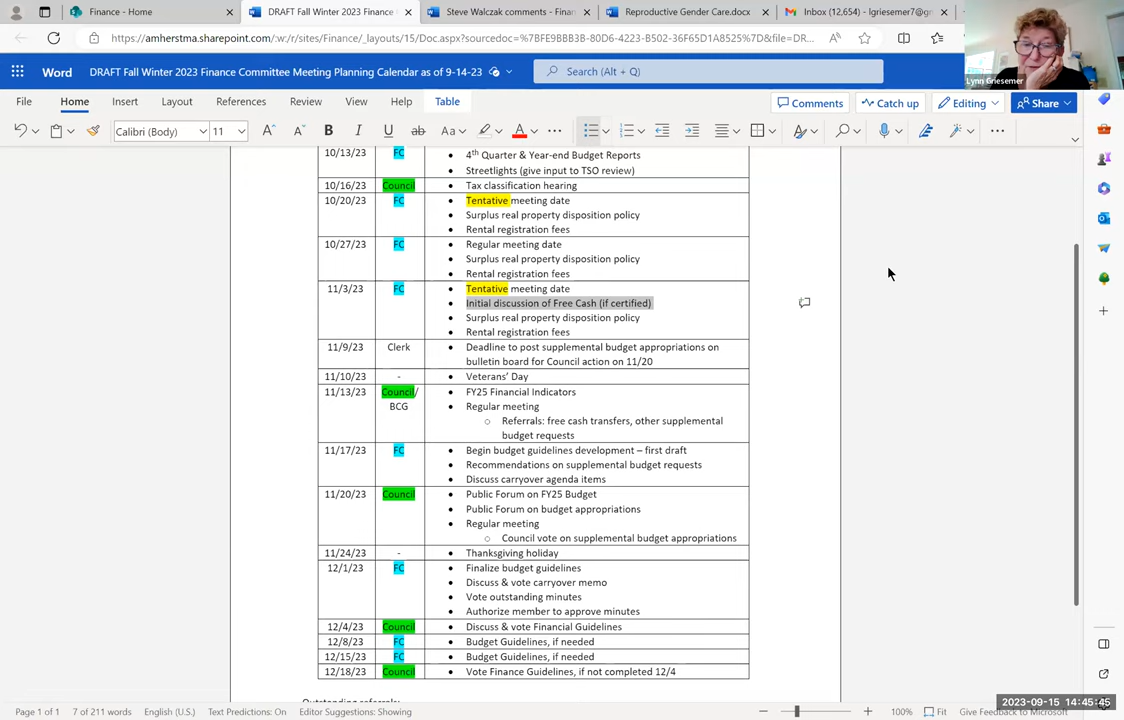 Finance - Home
DRAFT Fall Winter 2023 Finance
Steve Walczak comments - Finan
Reproductive Gender Care.docx
Inbox (12,654) - lgriesemer7@gn
https://amherstma.sharepoint.com/:w:/r/sites/Finance/_layouts/15/Doc.aspx?sourcedoc=%7BFE9BBB3B-80D6-4223-B502-36F65D1A8525%7D&file=DR...
Lynn Griesemer
Word
DRAFT Fall Winter 2023 Finance Committee Meeting Planning Calendar as of 9-14-23
Search (Alt + Q)
File
Home
Insert
Layout
References
Review
View
Help
Table
Comments
Catch up
Editing
Share
Calibri (Body)
11
10/13/23 FC
• 4th Quarter & Year-end Budget Reports
• Streetlights (give input to TSO review)
10/16/23 Council • Tax classification hearing
10/20/23 FC • Tentative meeting date
• Surplus real property disposition policy
• Rental registration fees
10/27/23 FC • Regular meeting date
• Surplus real property disposition policy
• Rental registration fees
11/3/23 FC • Tentative meeting date
• Initial discussion of Free Cash (if certified)
• Surplus real property disposition policy
• Rental registration fees
11/9/23 Clerk • Deadline to post supplemental budget appropriations on
bulletin board for Council action on 11/20
11/10/23 - • Veterans' Day
11/13/23 Council/ • FY25 Financial Indicators
BCG • Regular meeting
○ Referrals: free cash transfers, other supplemental
budget requests
11/17/23 FC • Begin budget guidelines development – first draft
• Recommendations on supplemental budget requests
• Discuss carryover agenda items
11/20/23 Council • Public Forum on FY25 Budget
• Public Forum on budget appropriations
• Regular meeting
○ Council vote on supplemental budget appropriations
11/24/23 - • Thanksgiving holiday
12/1/23 FC • Finalize budget guidelines
• Discuss & vote carryover memo
• Vote outstanding minutes
• Authorize member to approve minutes
12/4/23 Council • Discuss & vote Financial Guidelines
12/8/23 FC • Budget Guidelines, if needed
12/15/23 FC • Budget Guidelines, if needed
12/18/23 Council • Vote Finance Guidelines, if not completed 12/4
Outstanding referrals:
Page 1 of 1
7 of 211 words
English (U.S.)
Text Predictions: On
Editor Suggestions: Showing
100%
Fit
Give Feedback to Microsoft
2023-09-15 14:45:45